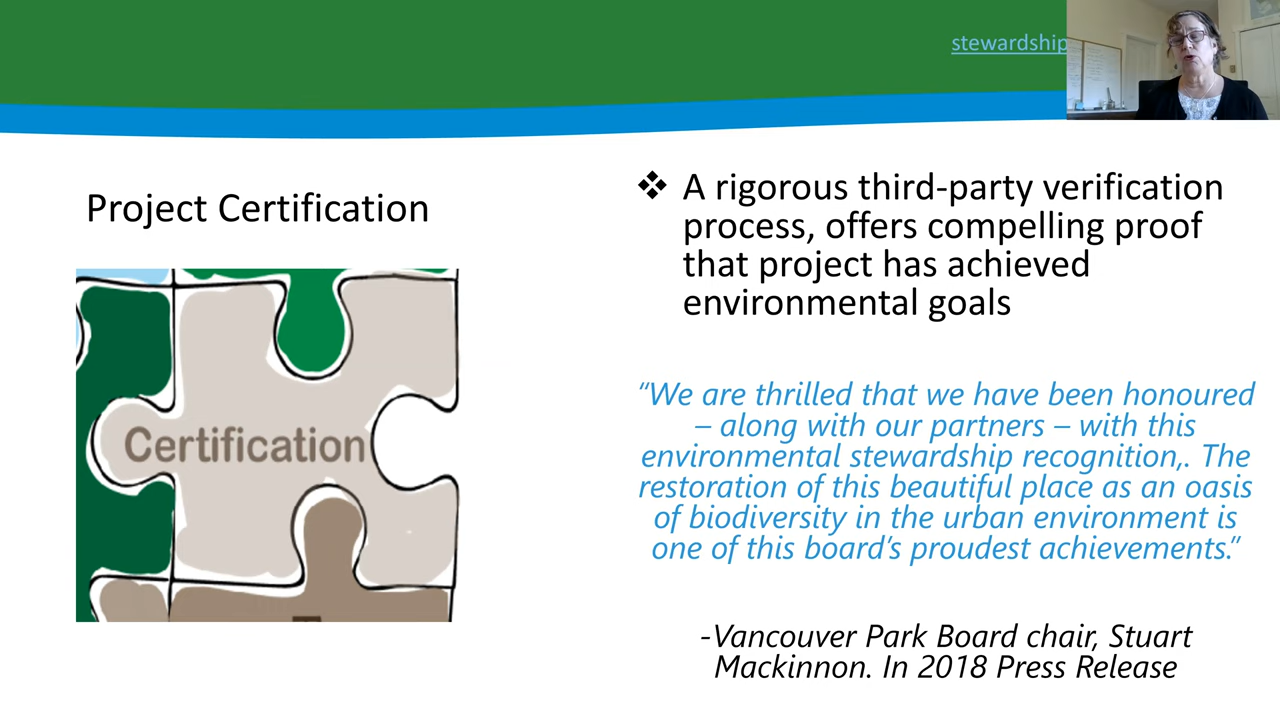 stewardship
Project Certification
Certification
❖ A rigorous third-party verification
process, offers compelling proof
that project has achieved
environmental goals
“We are thrilled that we have been honoured
– along with our partners – with this
environmental stewardship recognition,. The
restoration of this beautiful place as an oasis
of biodiversity in the urban environment is
one of this board’s proudest achievements.”
-Vancouver Park Board chair, Stuart
Mackinnon. In 2018 Press Release